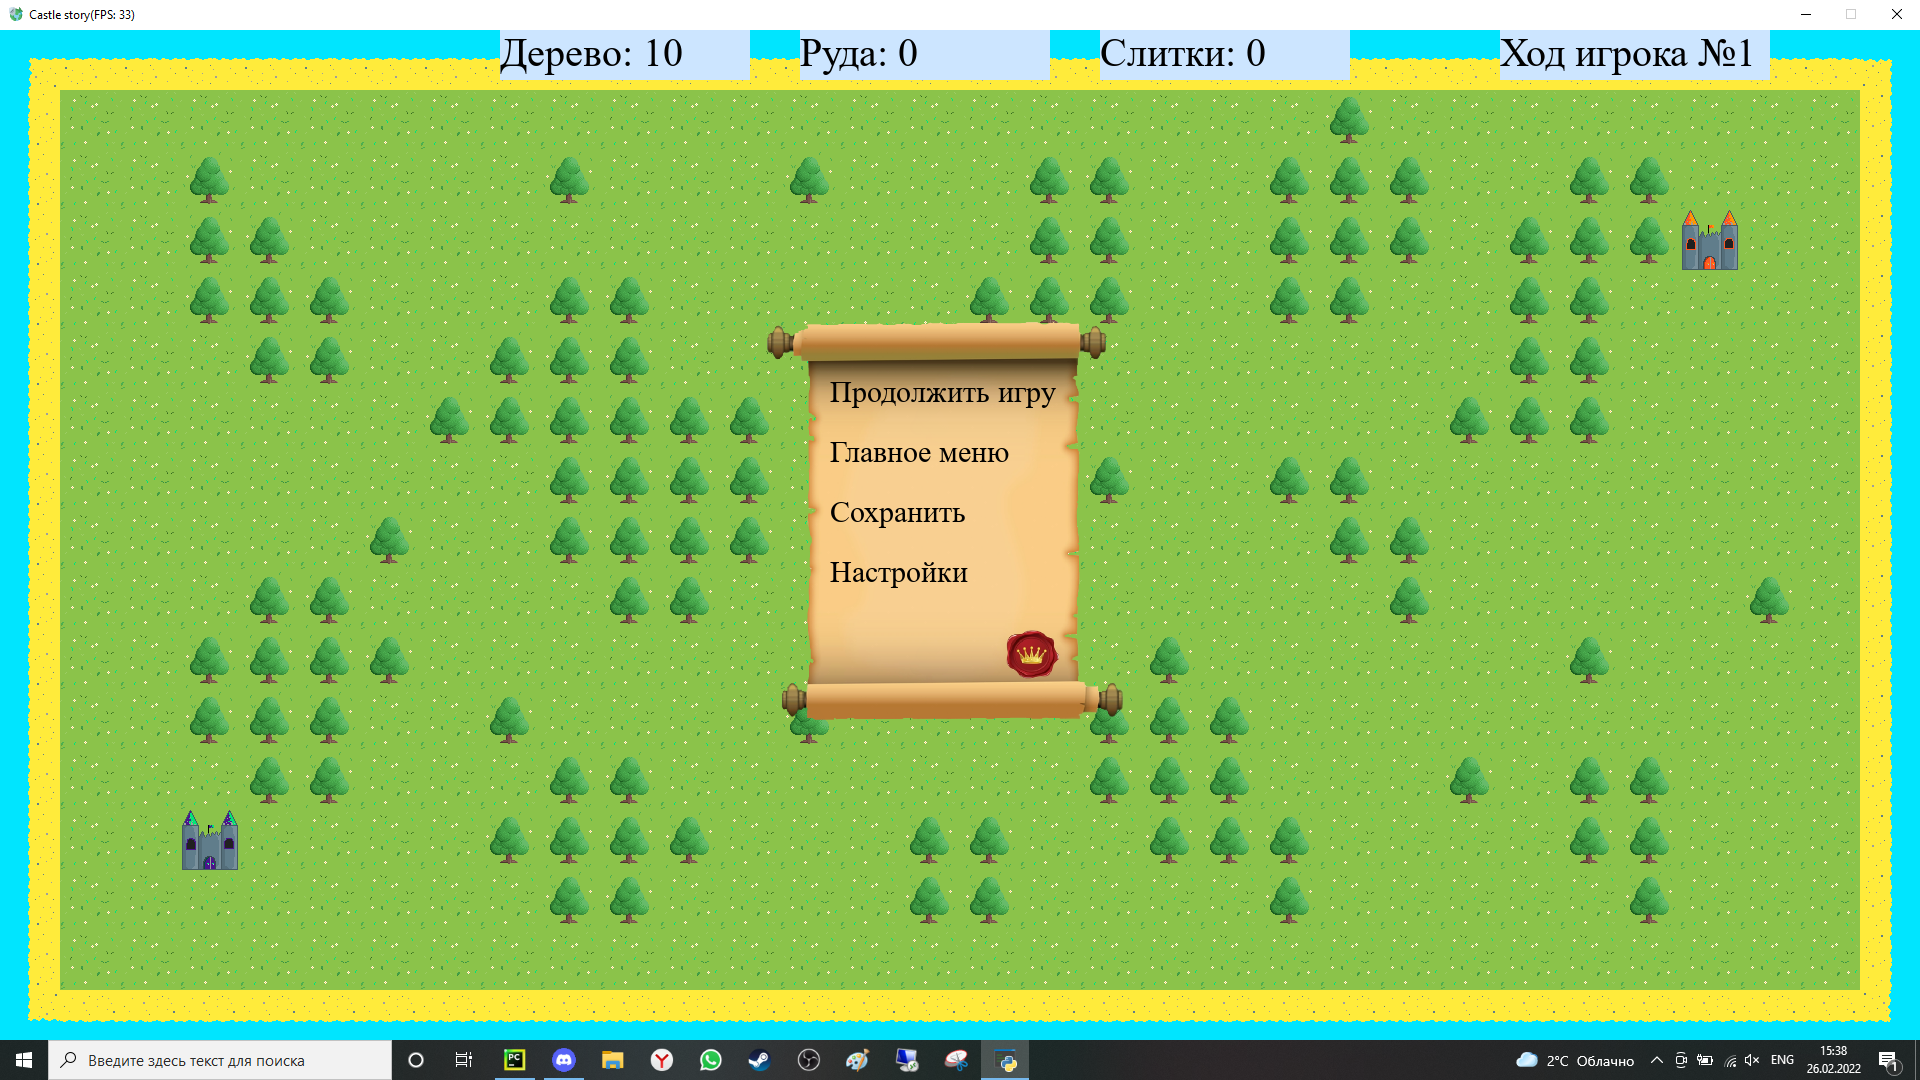 Castle story(FPS: 33)
Дерево: 10
Руда: 0
Слитки: 0
Ход игрока №1
Продолжить игру
Главное меню
Сохранить
Настройки
Введите здесь текст для поиска
2°C Облачно
ENG
15:38
26.02.2022
1